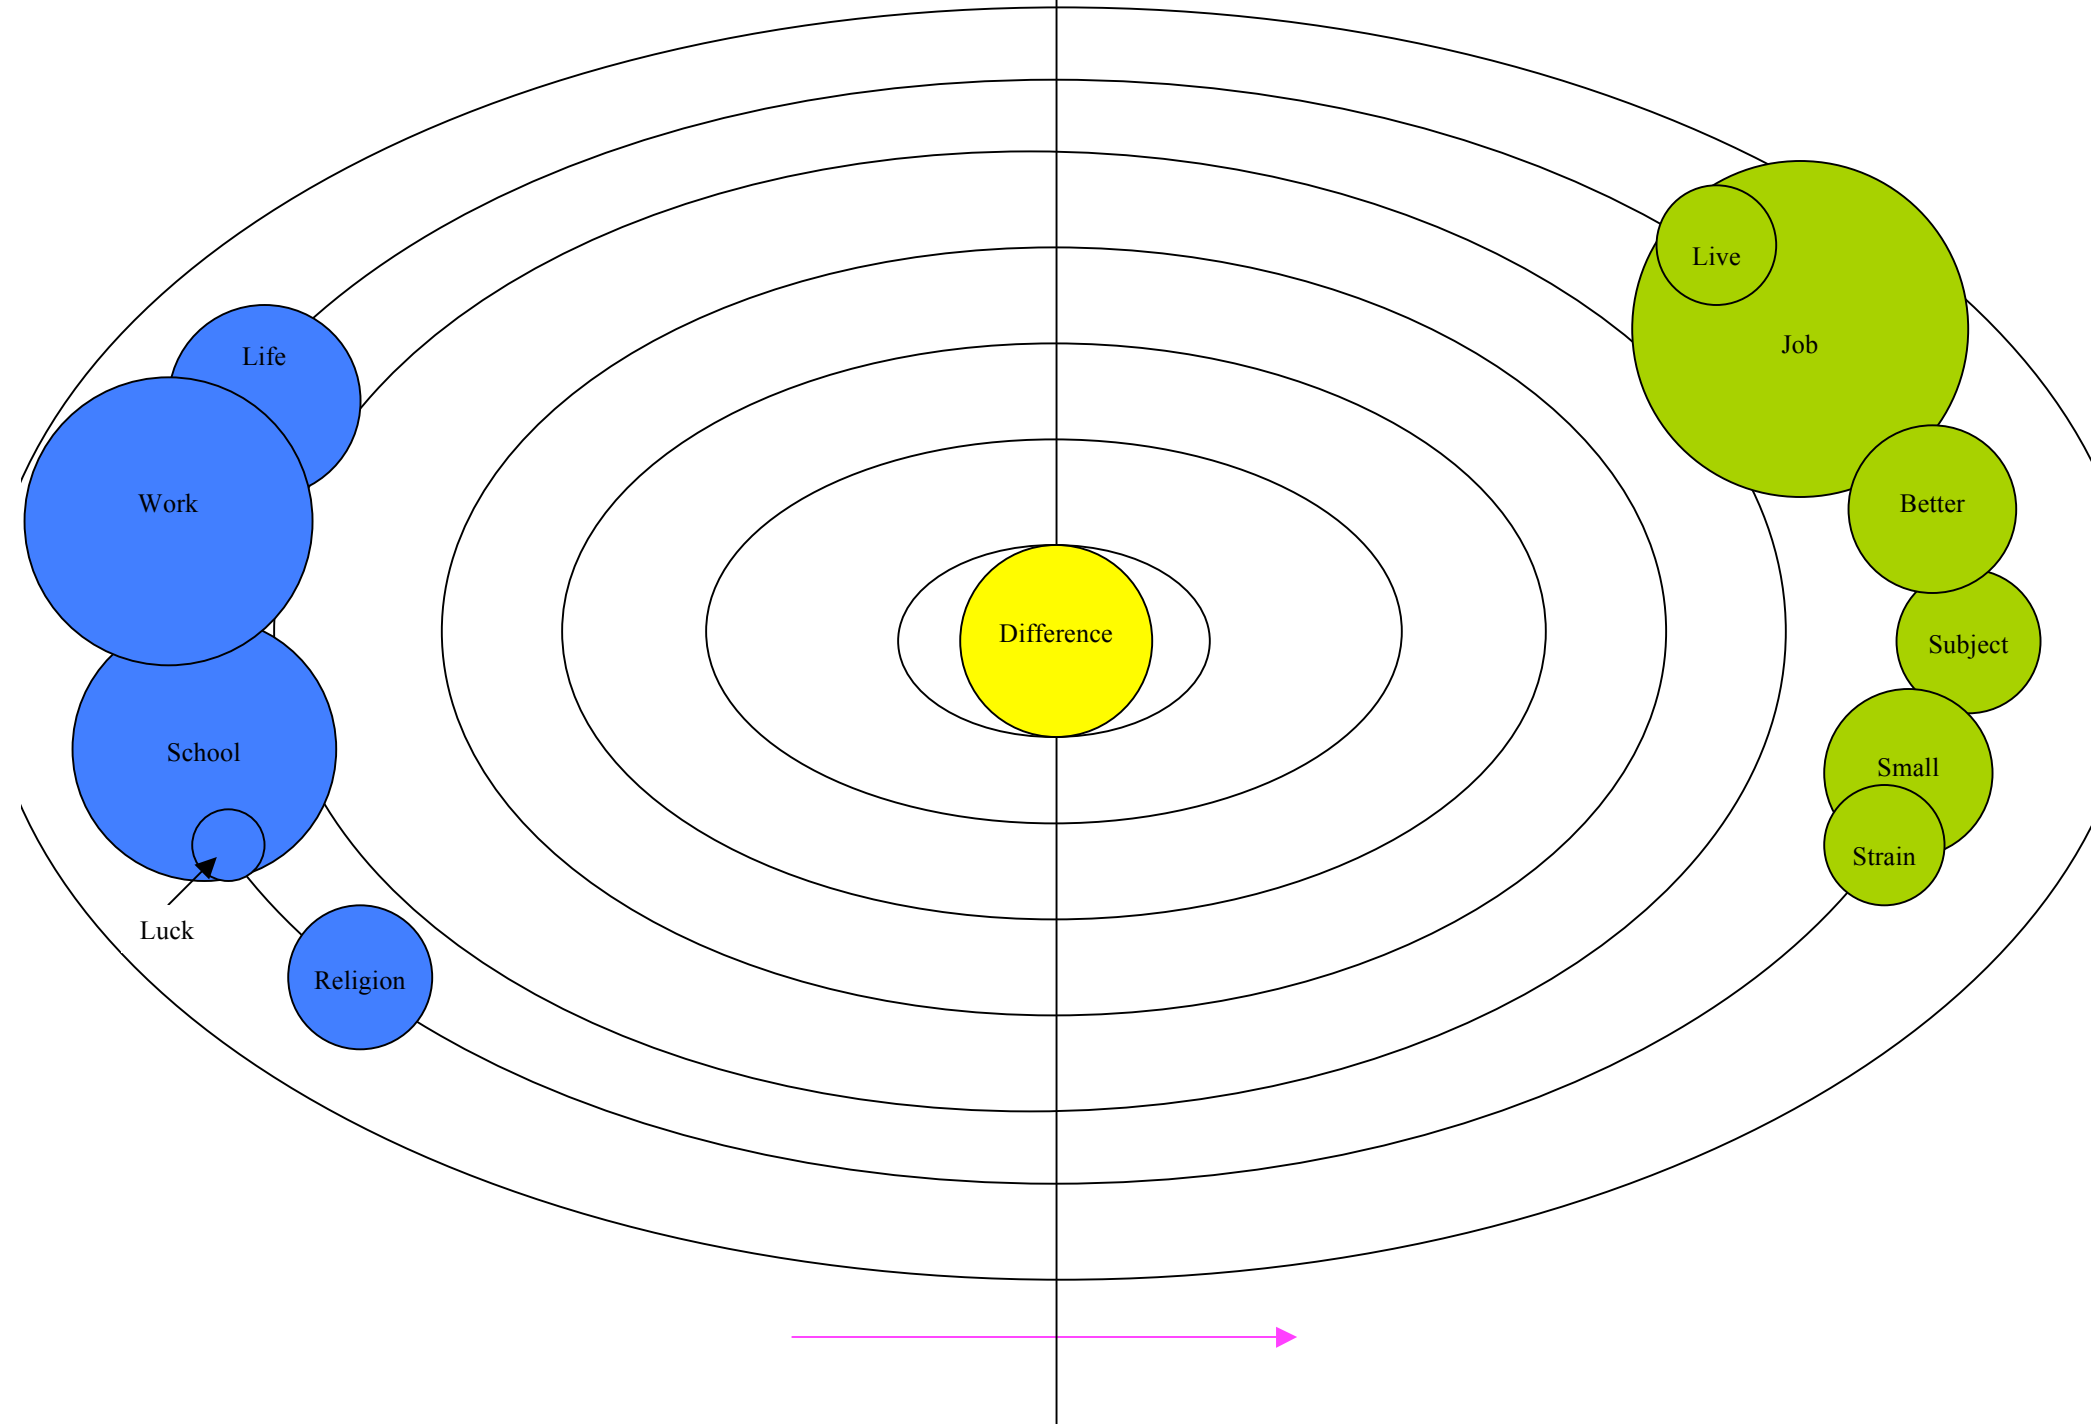 Live
Job
Life
Work
Better
Difference
Subject
School
Small
Strain
Luck
Religion